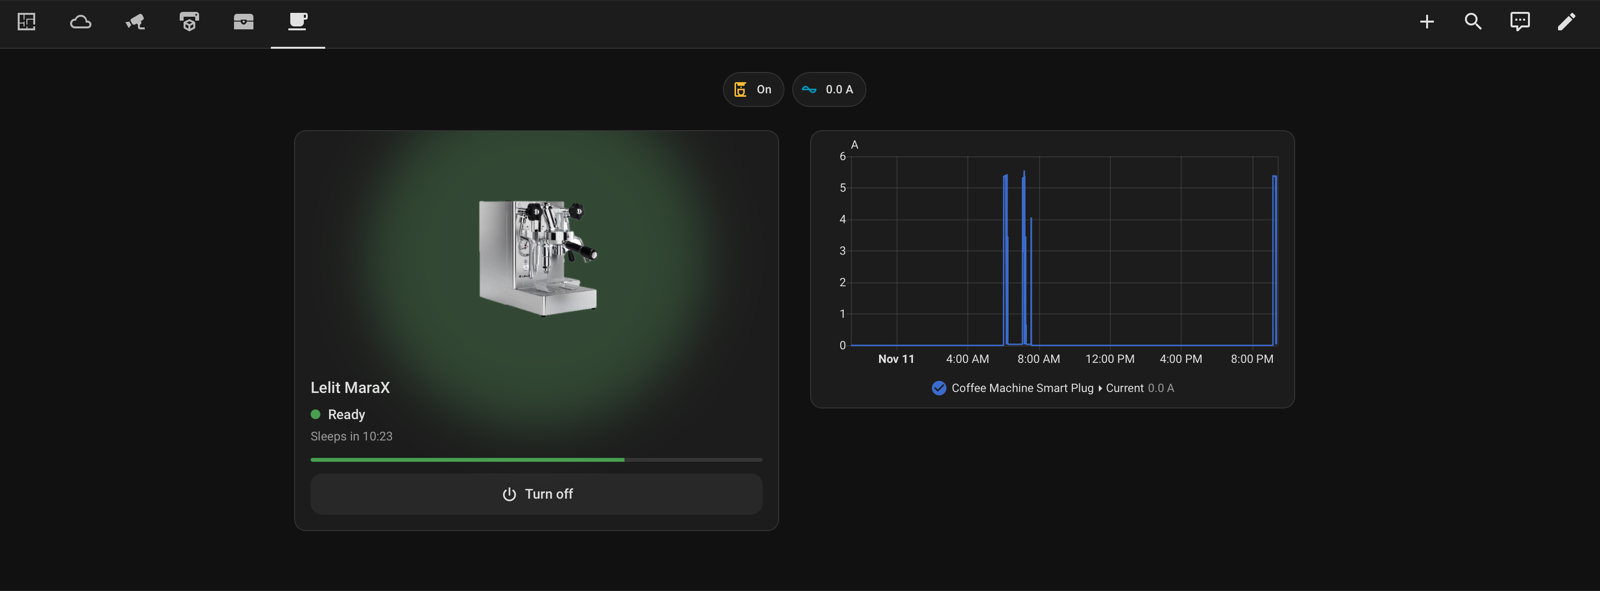 On
0.0 A
Lelit MaraX
Ready
Sleeps in 10:23
Turn off
A
6
5
4
3
2
1
0
Nov 11 4:00 AM 8:00 AM 12:00 PM 4:00 PM 8:00 PM
Coffee Machine Smart Plug ▸ Current 0.0 A